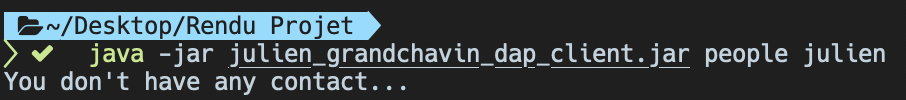 ~/Desktop/Rendu Projet
java -jar julien_grandchavin_dap_client.jar people julien
You don't have any contact...